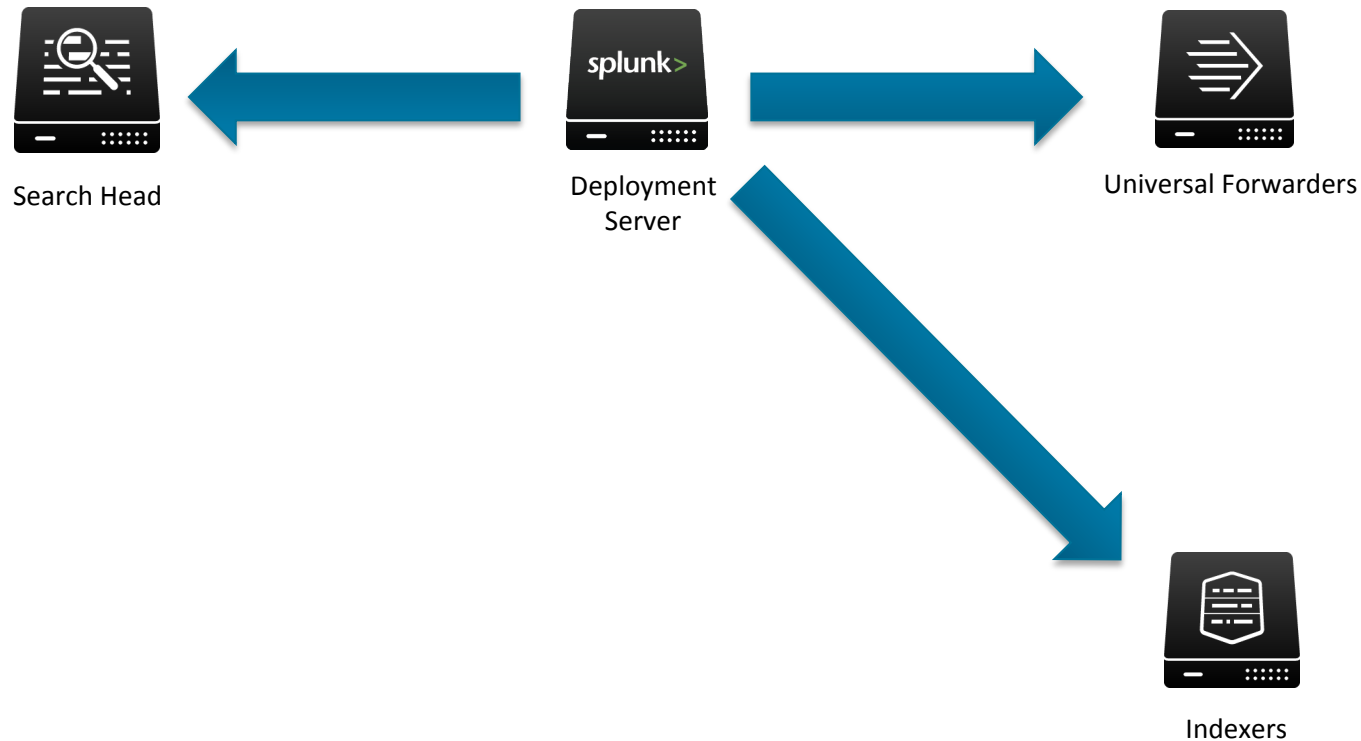 splunk>
Search Head
Deployment
Server
Universal Forwarders
Indexers